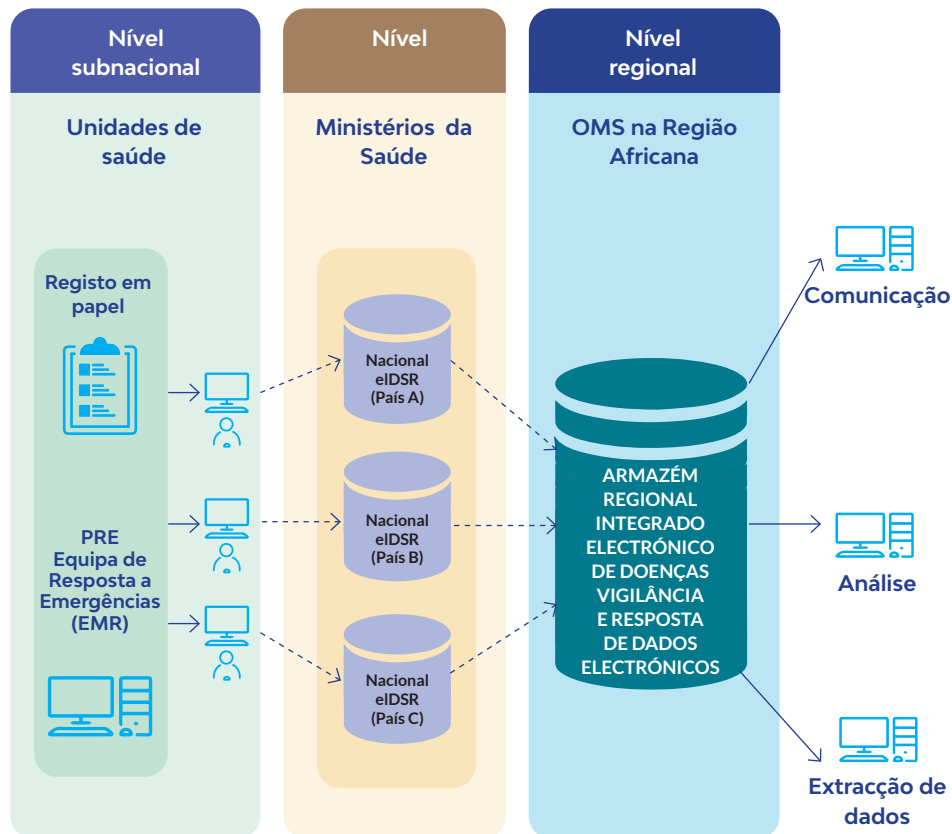 Nível
subnacional
Unidades de
saúde
Registo em
papel
PRE
Equipa de
Resposta a
Emergências
(EMR)
Nível
Ministérios da
Saúde
Nacional
eIDSR
(País A)
Nacional
eIDSR
(País B)
Nacional
eIDSR
(País C)
Nível
regional
OMS na Região
Africana
ARMAZÉM
REGIONAL
INTEGRADO
ELECTRÓNICO
DE DOENÇAS
VIGILÂNCIA
E RESPOSTA
DE DADOS
ELECTRÓNICOS
Comunicação
Análise
Extracção de
dados